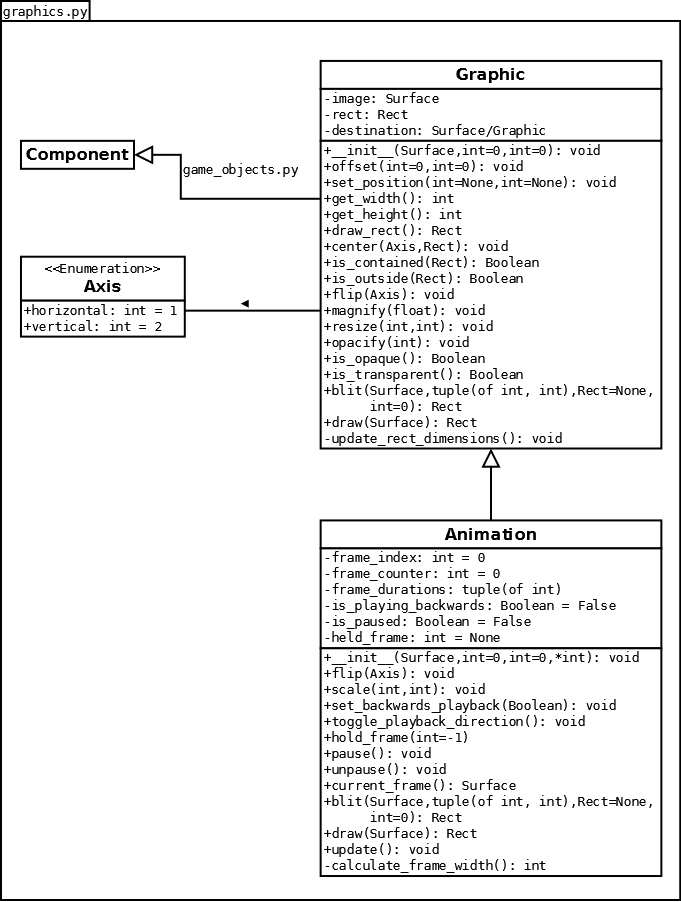 graphics.py
Graphic
-image: Surface
-rect: Rect
-destination: Surface/Graphic
+__init__(Surface,int=0,int=0): void
+offset(int=0,int=0): void
+set_position(int=None,int=None): void
+get_width(): int
+get_height(): int
+draw_rect(): Rect
+center(Axis,Rect): void
+is_contained(Rect): Boolean
+is_outside(Rect): Boolean
+flip(Axis): void
+magnify(float): void
+resize(int,int): void
+opacify(int): void
+is_opaque(): Boolean
+is_transparent(): Boolean
+blit(Surface,tuple(of int, int),Rect=None,
int=0): Rect
+draw(Surface): Rect
-update_rect_dimensions(): void
Component
game_objects.py
<<Enumeration>>
Axis
+horizontal: int = 1
+vertical: int = 2
Animation
-frame_index: int = 0
-frame_counter: int = 0
-frame_durations: tuple(of int)
-is_playing_backwards: Boolean = False
-is_paused: Boolean = False
-held_frame: int = None
+__init__(Surface,int=0,int=0,*int): void
+flip(Axis): void
+scale(int,int): void
+set_backwards_playback(Boolean): void
+toggle_playback_direction(): void
+hold_frame(int=-1)
+pause(): void
+unpause(): void
+current_frame(): Surface
+blit(Surface,tuple(of int, int),Rect=None,
int=0): Rect
+draw(Surface): Rect
+update(): void
-calculate_frame_width(): int